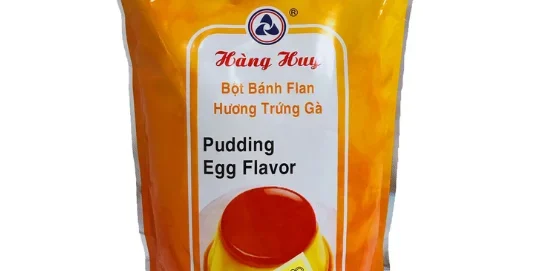 ®
Hàng Huy
Bột Bánh Flan
Hương Trứng Gà
Pudding
Egg Flavor